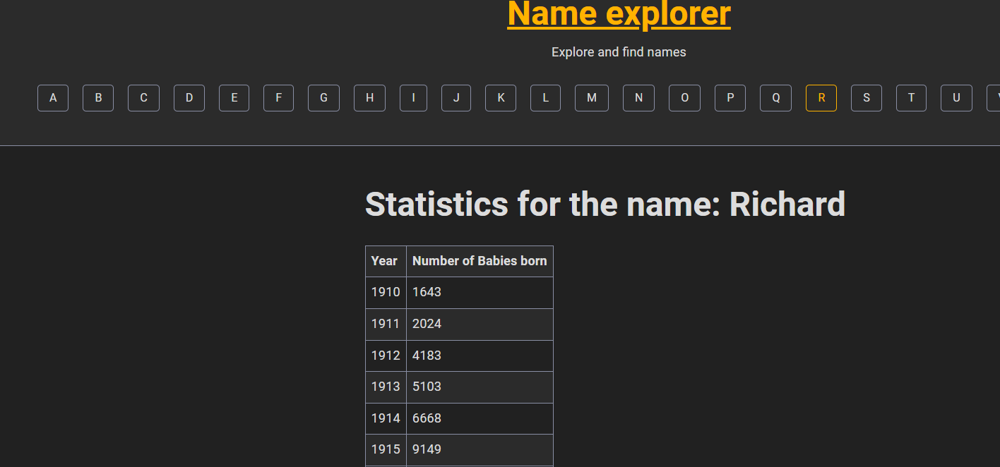 Name explorer
Explore and find names
A B C D E F G H I J K L M N O P Q R S T U
Statistics for the name: Richard
Year Number of Babies born
1910 1643
1911 2024
1912 4183
1913 5103
1914 6668
1915 9149